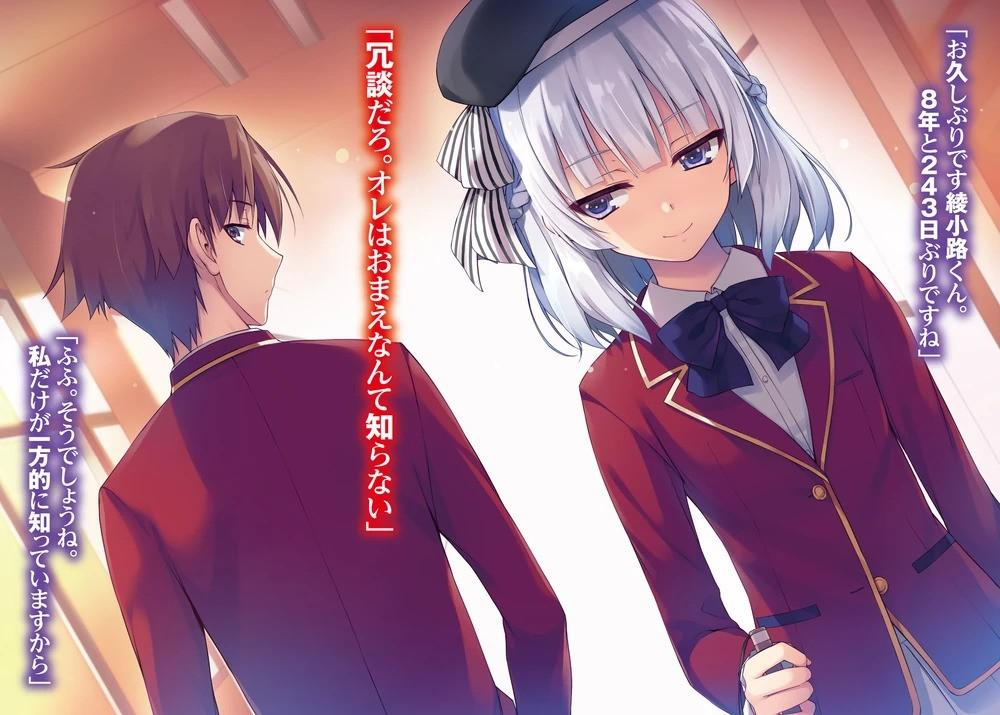 「お久しぶりです綾小路くん。
8年と243日ぶりですね」
「冗談だろ。オレはおまえなんて知らない」
「ふふ。そうでしょうね。
私だけが一方的に知っていますから」